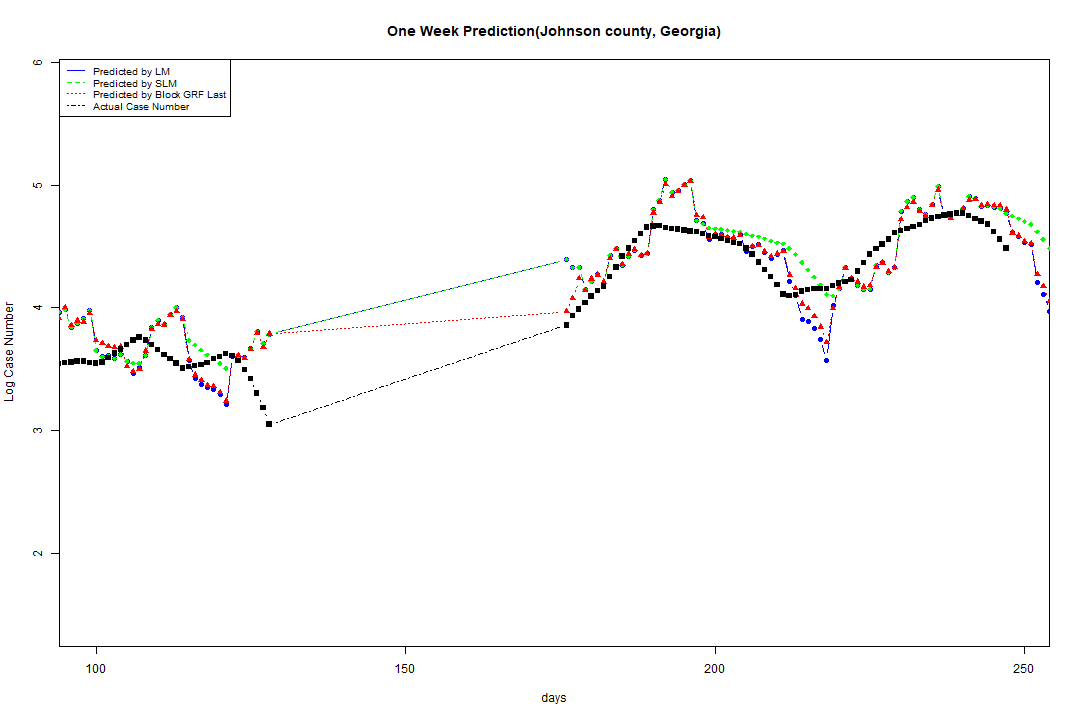 One Week Prediction(Johnson county, Georgia)
Predicted by LM
Predicted by SLM
Predicted by Block GRF Last
Actual Case Number
Log Case Number
6
5
4
3
2
100
150
200
250
days